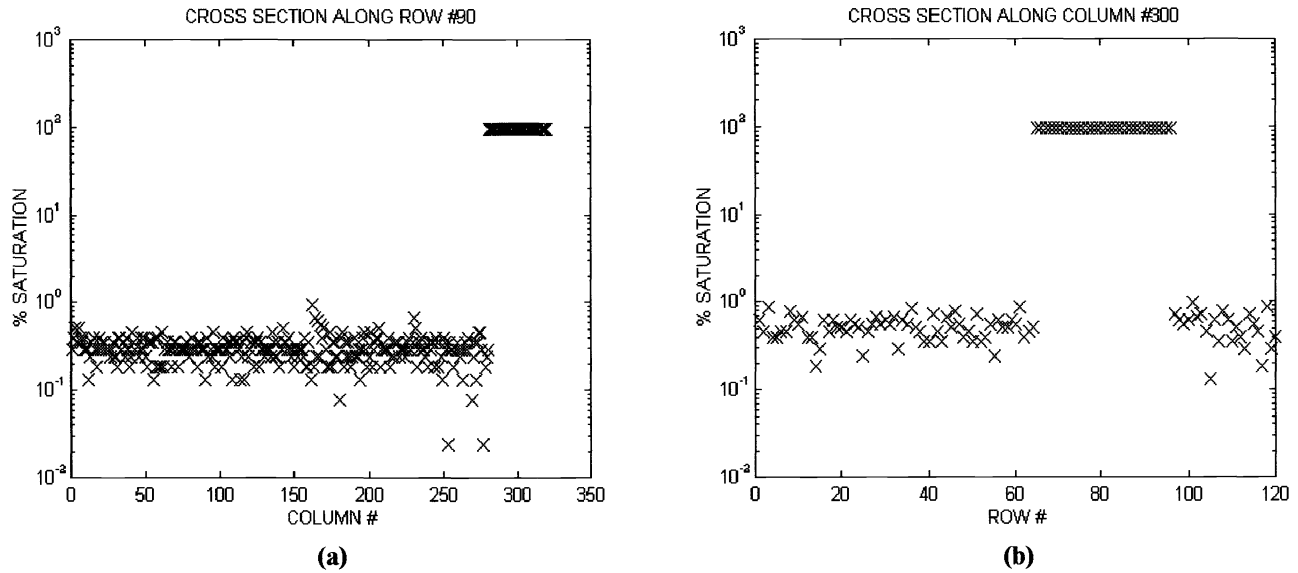 CROSS SECTION ALONG ROW #90
10³
10²
10¹
10⁰
10⁻¹
10⁻²
% SATURATION
0 50 100 150 200 250 300 350
COLUMN #
(a)
CROSS SECTION ALONG COLUMN #300
10³
10²
10¹
10⁰
10⁻¹
10⁻²
% SATURATION
0 20 40 60 80 100 120
ROW #
(b)